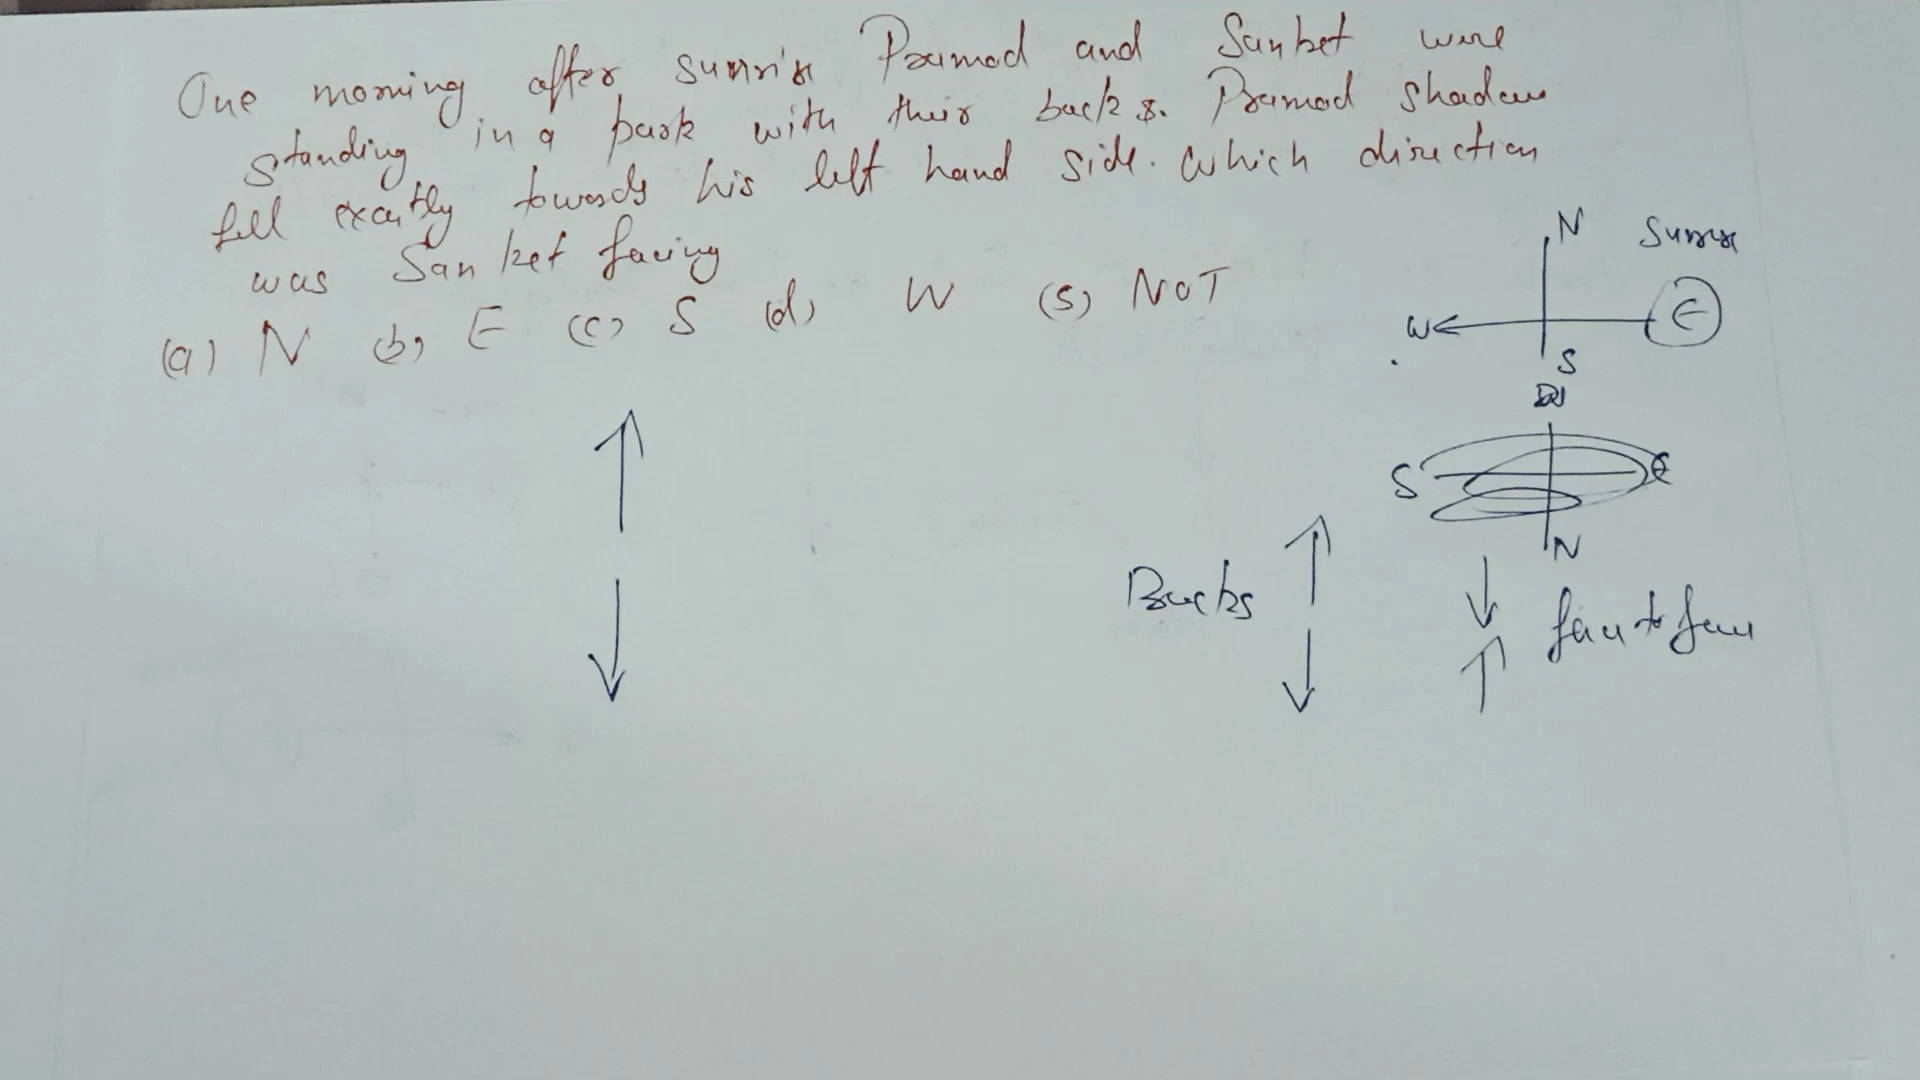 One morning after sunrise Pramod and Sanket were
standing in a park with their backs. Pramod shadow
fell exactly towards his left hand side. Which direction
was Sanket facing
(a) N (b) E (c) S (d) W (s) NOT
N Sunrise
W E
S
S E
N
Backs face to face